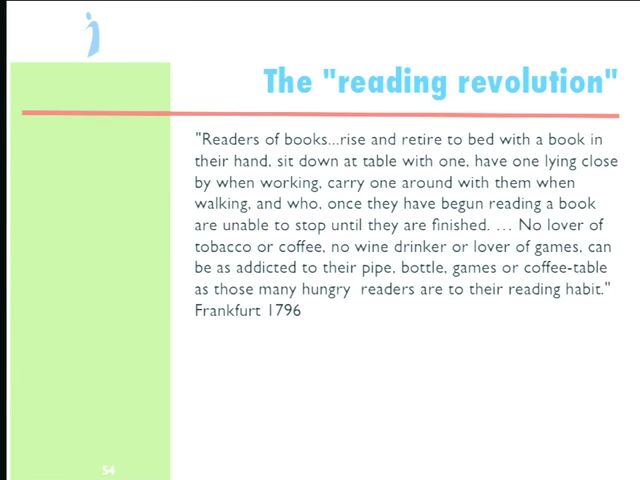 The "reading revolution"
"Readers of books...rise and retire to bed with a book in
their hand, sit down at table with one, have one lying close
by when working, carry one around with them when
walking, and who, once they have begun reading a book
are unable to stop until they are finished. ... No lover of
tobacco or coffee, no wine drinker or lover of games, can
be as addicted to their pipe, bottle, games or coffee-table
as those many hungry  readers are to their reading habit."
Frankfurt 1796
54